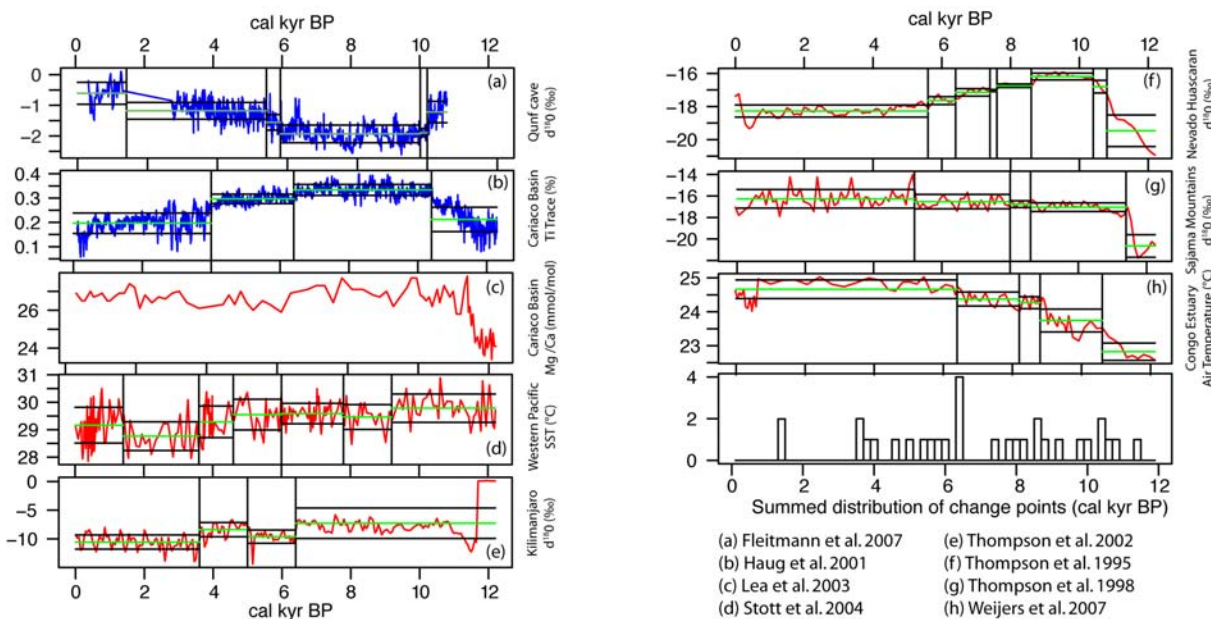 cal kyr BP
0 2 4 6 8 10 12
0
−1
−2
(a)
Qunf cave
d¹⁸O (‰)
0.4
0.3
0.2
0.1
(b)
Cariaco Basin
Ti Trace (%)
26
24
(c)
Cariaco Basin
Mg /Ca (mmol/mol)
31
30
29
28
(d)
Western Pacific
SST (°C)
0
−5
−10
(e)
Kilimanjaro
d¹⁸O (‰)
0 2 4 6 8 10 12
cal kyr BP
cal kyr BP
0 2 4 6 8 10 12
−16
−18
−20
(f)
Nevado Huascaran
d¹⁸O (‰)
−14
−16
−20
(g)
Sajama Mountains
d¹⁸O (‰)
25
24
23
22
(h)
Congo Estuary
Air Temperature (°C)
4
2
0
0 2 4 6 8 10 12
Summed distribution of change points (cal kyr BP)
(a) Fleitmann et al. 2007
(b) Haug et al. 2001
(c) Lea et al. 2003
(d) Stott et al. 2004
(e) Thompson et al. 2002
(f) Thompson et al. 1995
(g) Thompson et al. 1998
(h) Weijers et al. 2007